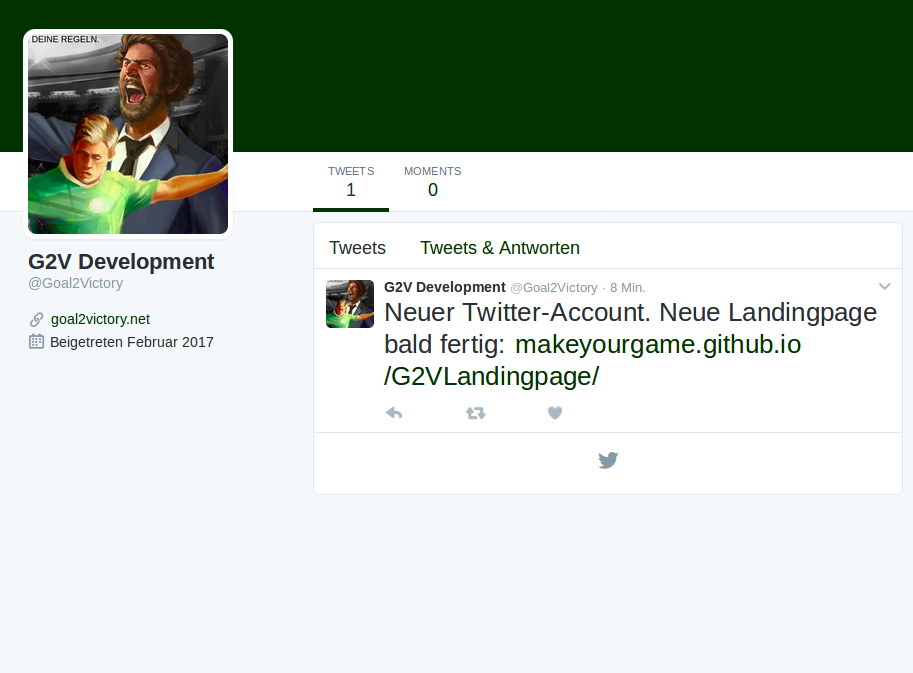 DEINE REGELN.
TWEETS
1
MOMENTS
0
G2V Development
@Goal2Victory
goal2victory.net
Beigetreten Februar 2017
Tweets Tweets & Antworten
G2V Development @Goal2Victory · 8 Min.
Neuer Twitter-Account. Neue Landingpage
bald fertig: makeyourgame.github.io
/G2VLandingpage/